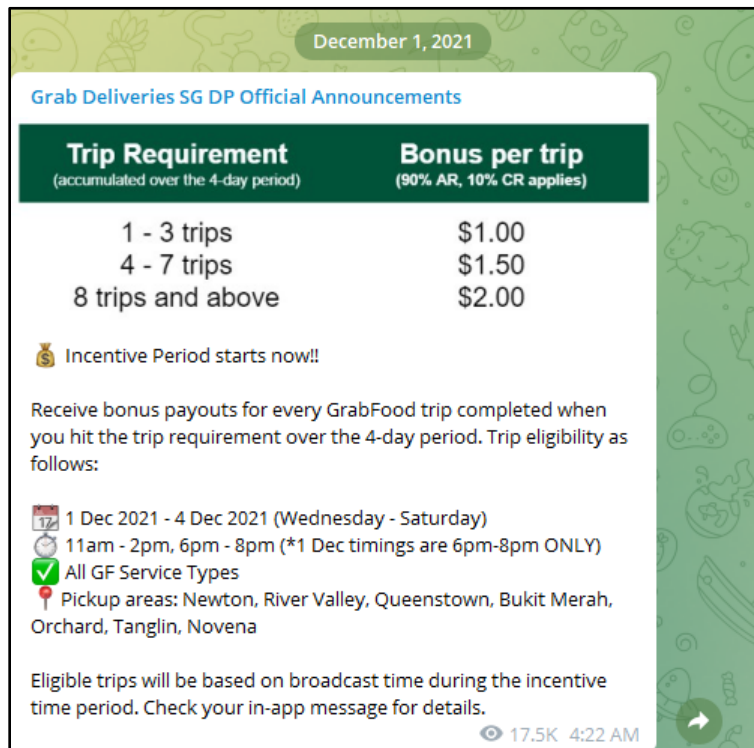 December 1, 2021
Grab Deliveries SG DP Official Announcements
Trip Requirement Bonus per trip
(accumulated over the 4-day period) (90% AR, 10% CR applies)
1 - 3 trips $1.00
4 - 7 trips $1.50
8 trips and above $2.00
💰 Incentive Period starts now!!
Receive bonus payouts for every GrabFood trip completed when
you hit the trip requirement over the 4-day period. Trip eligibility as
follows:
📅 1 Dec 2021 - 4 Dec 2021 (Wednesday - Saturday)
⏱ 11am - 2pm, 6pm - 8pm (*1 Dec timings are 6pm-8pm ONLY)
✅ All GF Service Types
📍 Pickup areas: Newton, River Valley, Queenstown, Bukit Merah,
Orchard, Tanglin, Novena
Eligible trips will be based on broadcast time during the incentive
time period. Check your in-app message for details.
17.5K 4:22 AM